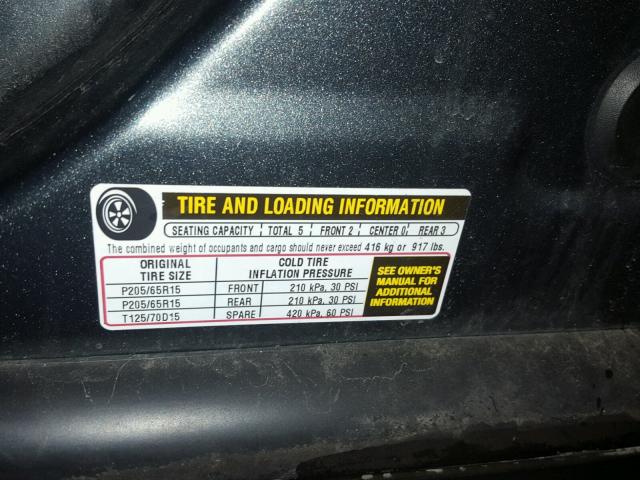 TIRE AND LOADING INFORMATION
SEATING CAPACITY TOTAL 5 FRONT 2 CENTER 0 REAR 3
The combined weight of occupants and cargo should never exceed 416 kg or 917 lbs.
ORIGINAL TIRE SIZE
COLD TIRE INFLATION PRESSURE
P205/65R15 FRONT 210 kPa, 30 PSI
P205/65R15 REAR 210 kPa, 30 PSI
T125/70D15 SPARE 420 kPa, 60 PSI
SEE OWNER'S
MANUAL FOR
ADDITIONAL
INFORMATION